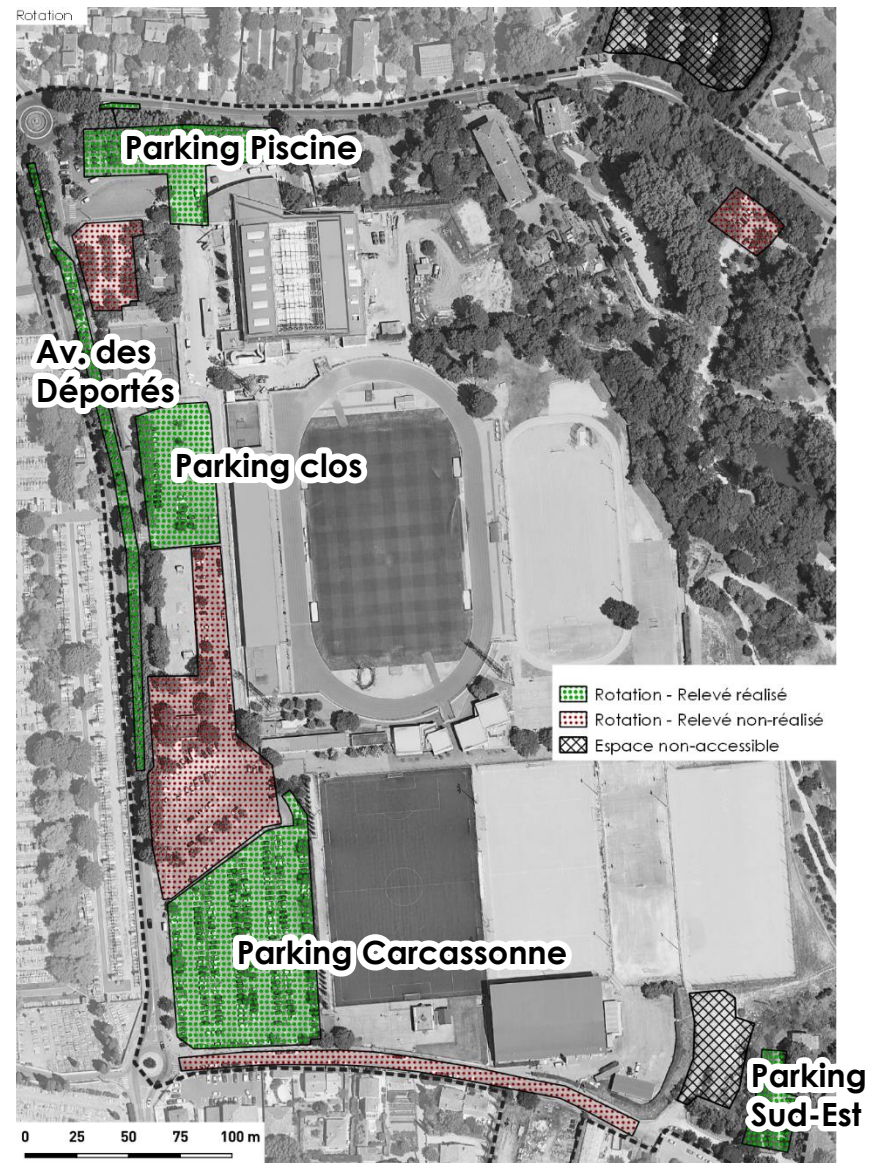 Rotation
Parking Piscine
Av. des
Déportés
Parking clos
Rotation - Relevé réalisé
Rotation - Relevé non-réalisé
Espace non-accessible
Parking Carcassonne
Parking
Sud-Est
0 25 50 75 100 m